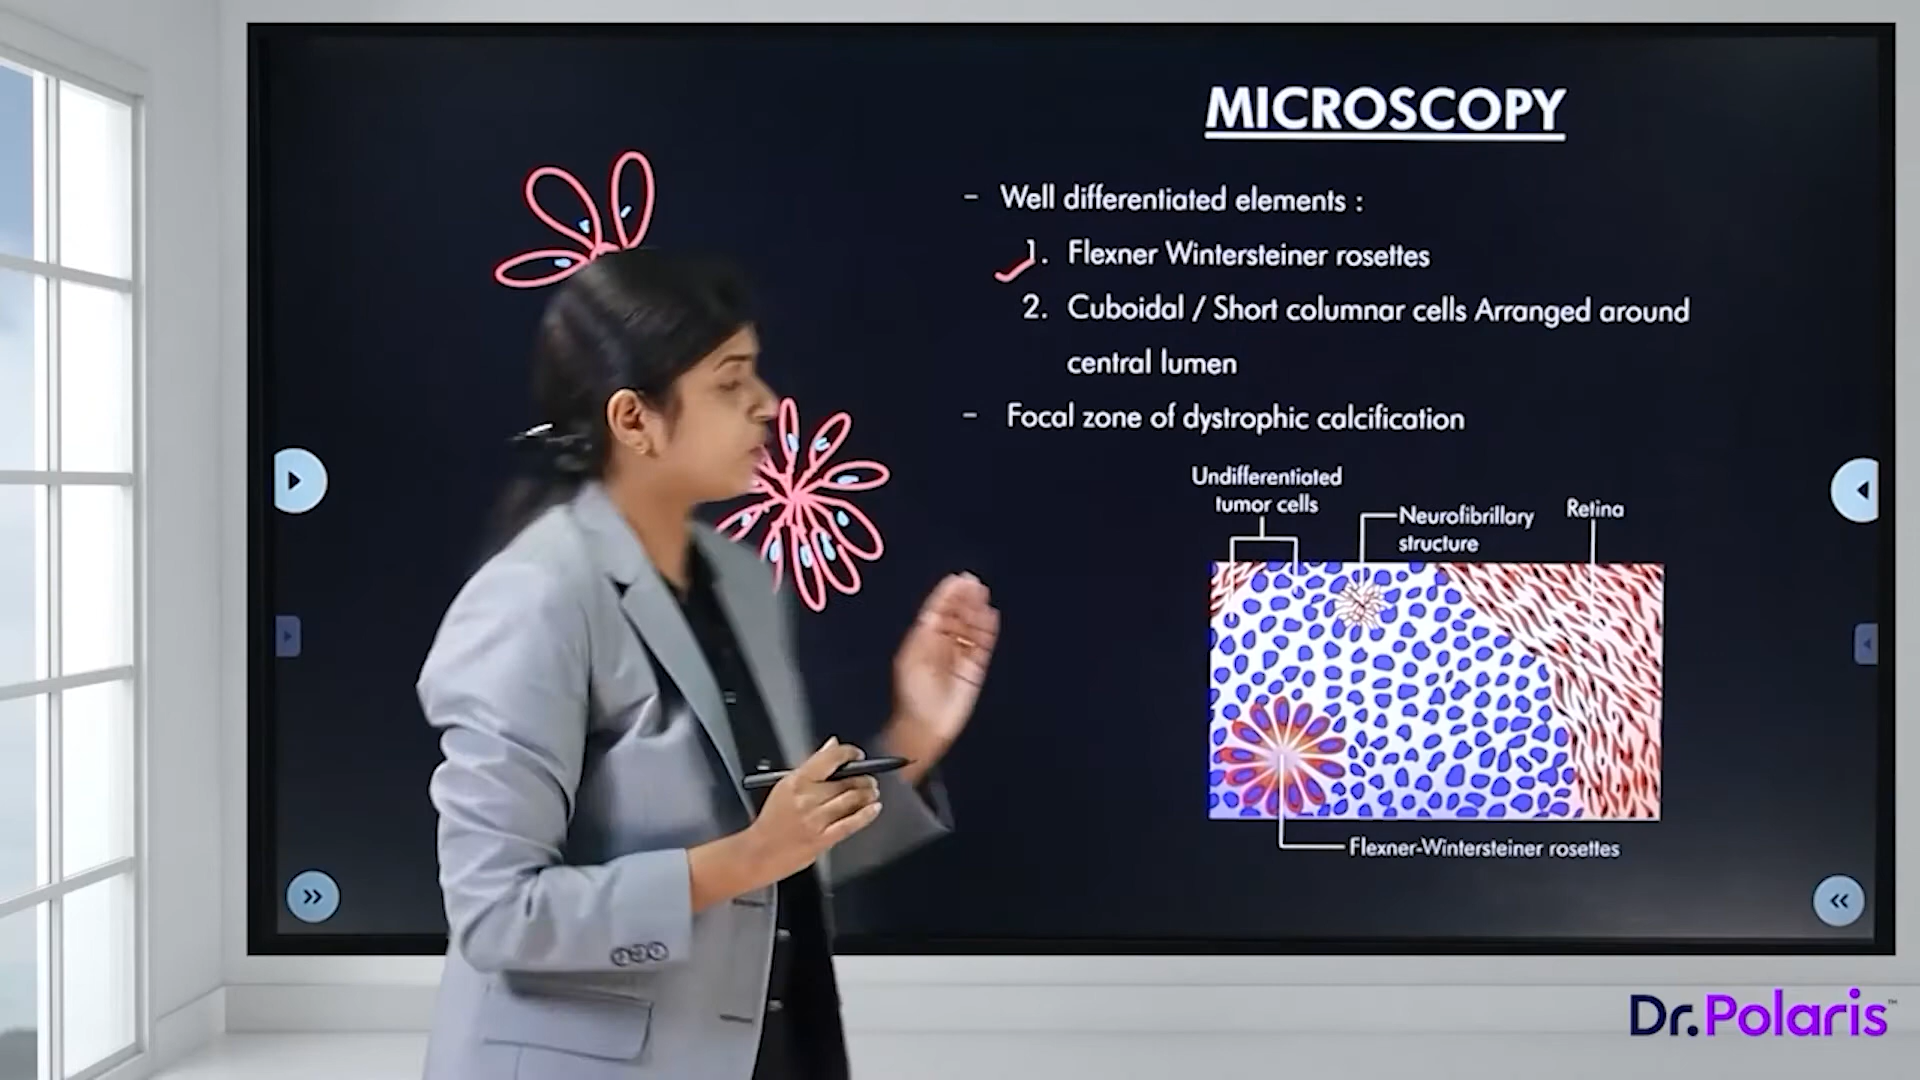 MICROSCOPY
- Well differentiated elements :
1. Flexner Wintersteiner rosettes
2. Cuboidal / Short columnar cells Arranged around
central lumen
- Focal zone of dystrophic calcification
Undifferentiated
tumor cells
Neurofibrillary
structure
Retina
Flexner-Wintersteiner rosettes
Dr.Polaris™